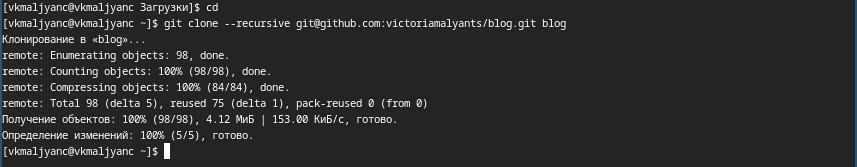 [vkmaljyanc@vkmaljyanc Загрузки]$ cd
[vkmaljyanc@vkmaljyanc ~]$ git clone --recursive git@github.com:victoriamalyants/blog.git blog
Клонирование в «blog»...
remote: Enumerating objects: 98, done.
remote: Counting objects: 100% (98/98), done.
remote: Compressing objects: 100% (84/84), done.
remote: Total 98 (delta 5), reused 75 (delta 1), pack-reused 0 (from 0)
Получение объектов: 100% (98/98), 4.12 МиБ | 153.00 КиБ/с, готово.
Определение изменений: 100% (5/5), готово.
[vkmaljyanc@vkmaljyanc ~]$